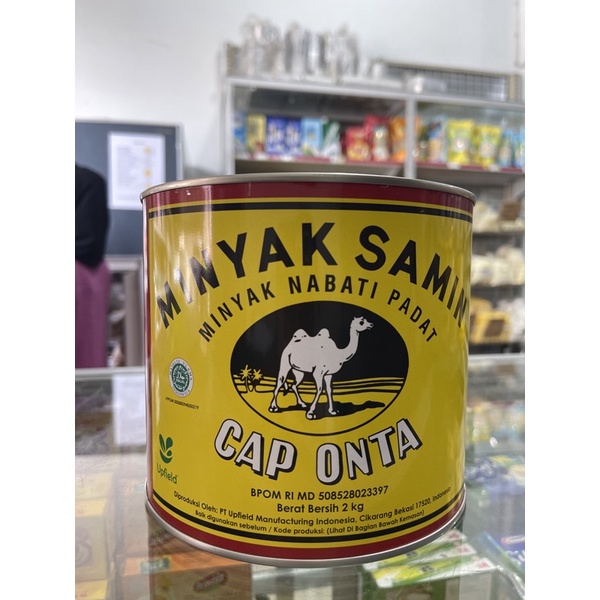 MINYAK SAMIN
MINYAK NABATI PADAT
CAP ONTA
Upfield
BPOM RI MD 508528023397
Berat Bersih 2 kg
Diproduksi Oleh: PT Upfield Manufacturing Indonesia, Cikarang Bekasi 17520, Indonesia
Baik digunakan sebelum / Kode produksi: (Lihat Di Bagian Bawah Kemasan)